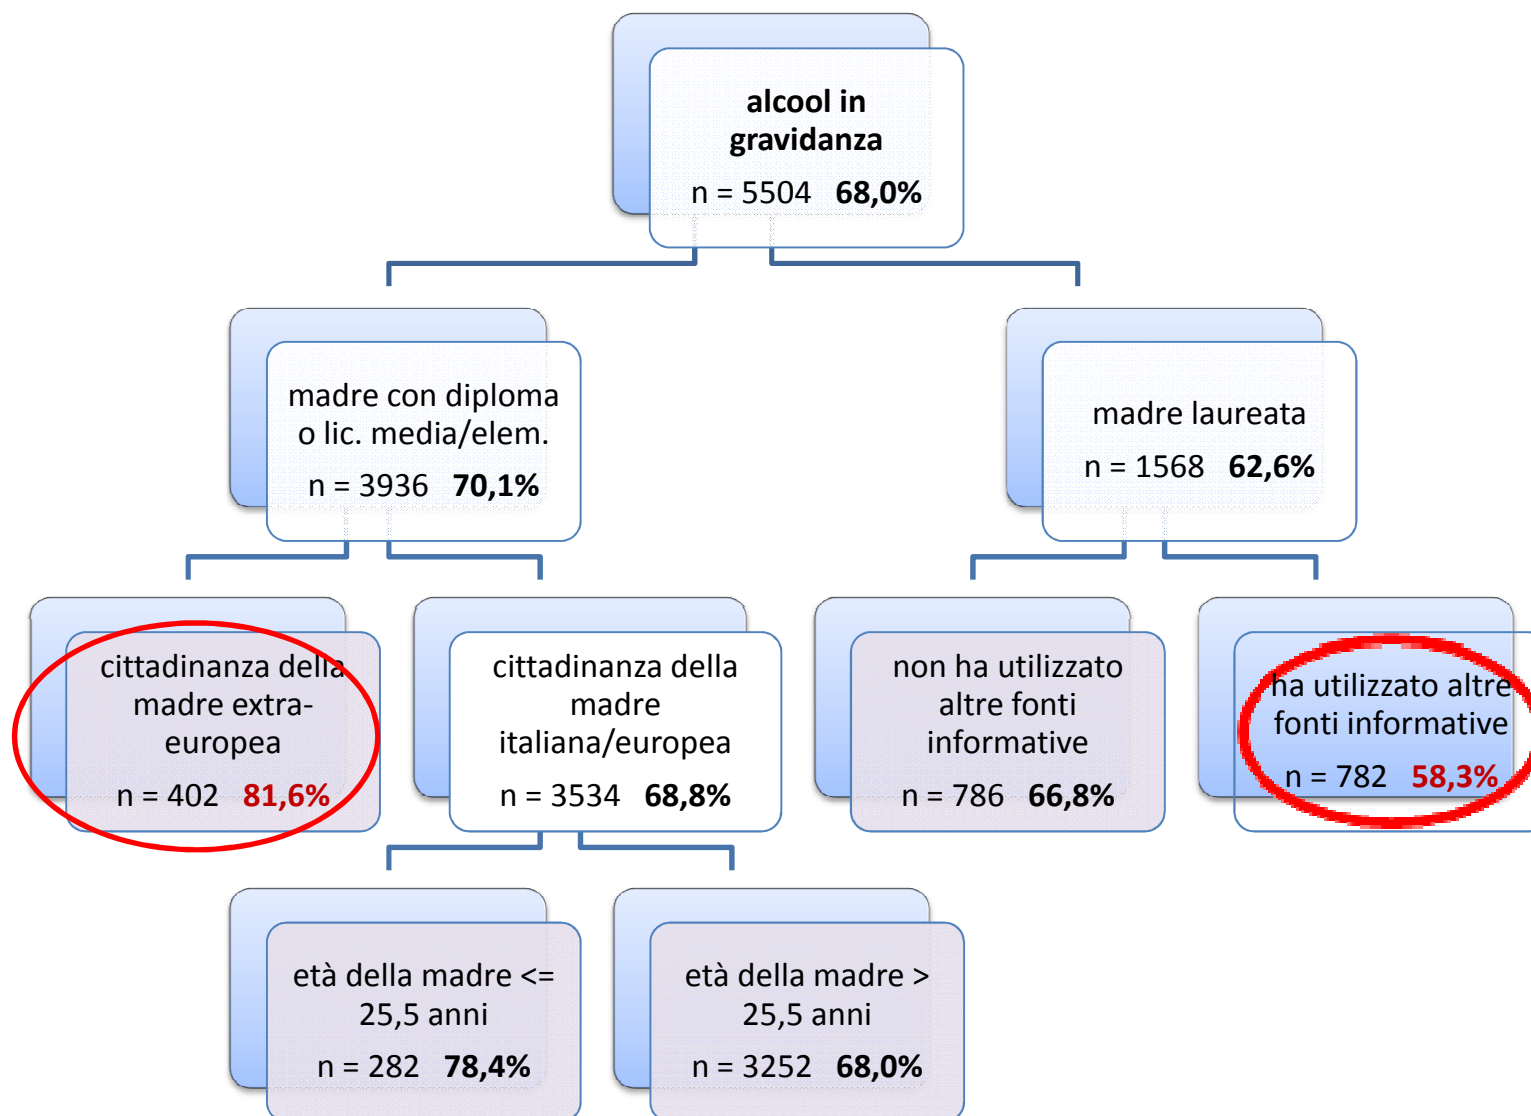 alcool in
gravidanza
n = 5504 68,0%
madre con diploma
o lic. media/elem.
n = 3936 70,1%
madre laureata
n = 1568 62,6%
cittadinanza della
madre extra-
europea
n = 402 81,6%
cittadinanza della
madre
italiana/europea
n = 3534 68,8%
non ha utilizzato
altre fonti
informative
n = 786 66,8%
ha utilizzato altre
fonti informative
n = 782 58,3%
età della madre <=
25,5 anni
n = 282 78,4%
età della madre >
25,5 anni
n = 3252 68,0%